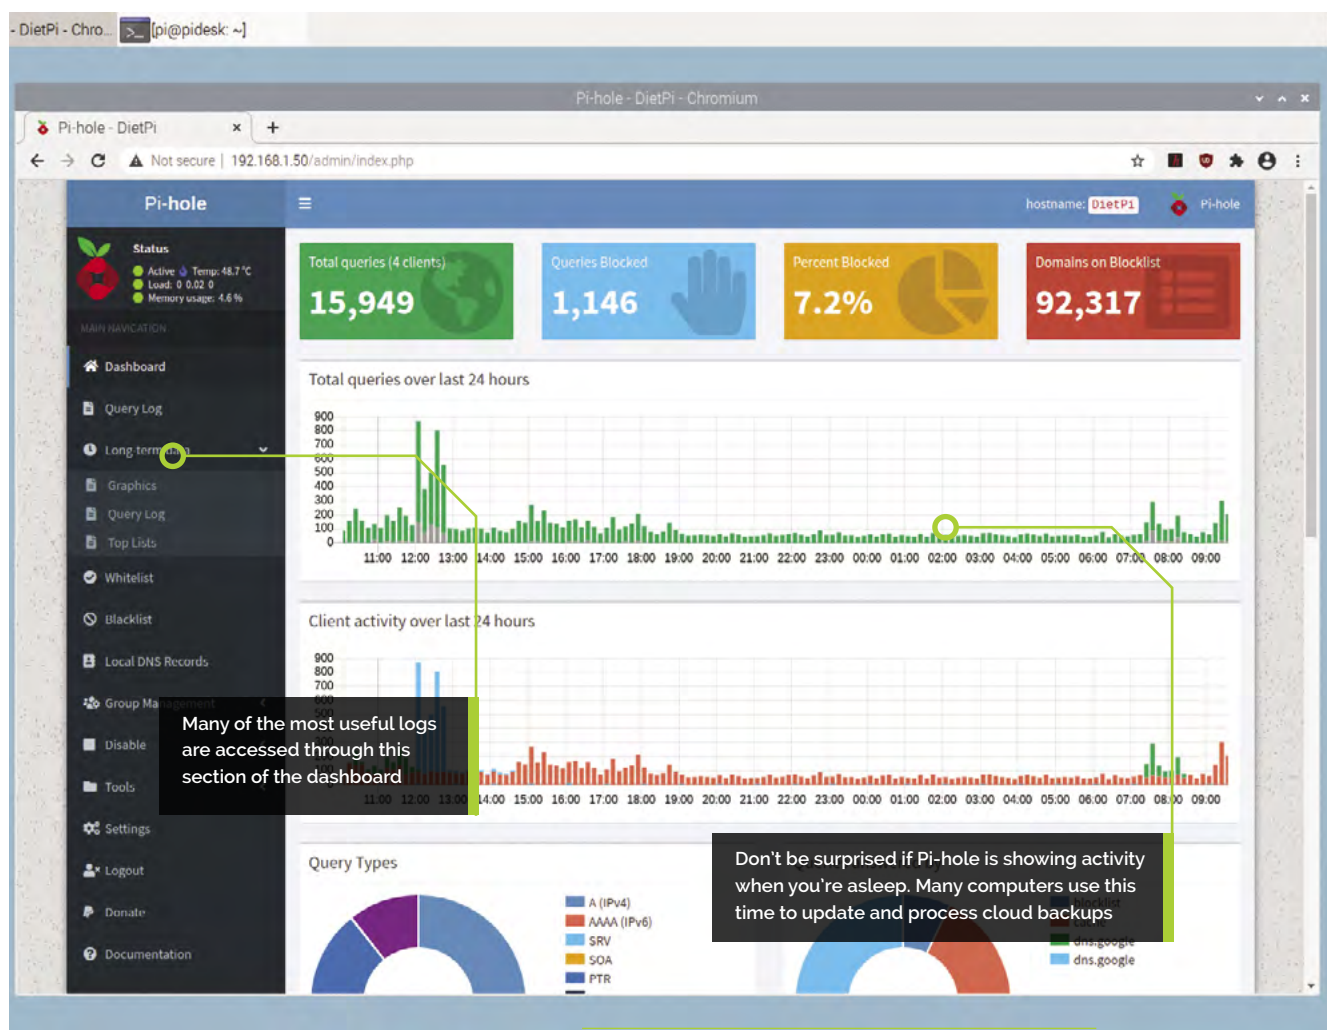 - DietPi - Chro...
[pi@pidesk: ~]
Pi-hole - DietPi - Chromium
Pi-hole - DietPi
Not secure | 192.168.1.50/admin/index.php
Pi-hole
hostname: DietPi
Pi-hole
Status
Active Temp: 48.7 °C
Load: 0 0.02 0
Memory usage: 4.6 %
MAIN NAVIGATION
Dashboard
Query Log
Long-term data
Graphics
Query Log
Top Lists
Whitelist
Blacklist
Local DNS Records
Group Management
Disable
Tools
Settings
Logout
Donate
Documentation
Total queries (4 clients)
15,949
Queries Blocked
1,146
Percent Blocked
7.2%
Domains on Blocklist
92,317
Total queries over last 24 hours
900
800
700
600
500
400
300
200
100
0
11:00 12:00 13:00 14:00 15:00 16:00 17:00 18:00 19:00 20:00 21:00 22:00 23:00 00:00 01:00 02:00 03:00 04:00 05:00 06:00 07:00 08:00 09:00
Client activity over last 24 hours
900
800
700
600
500
200
100
0
11:00 12:00 13:00 14:00 15:00 16:00 17:00 18:00 19:00 20:00 21:00 22:00 23:00 00:00 01:00 02:00 03:00 04:00 05:00 06:00 07:00 08:00 09:00
Many of the most useful logs
are accessed through this
section of the dashboard
Query Types
A (IPv4)
AAAA (IPv6)
SRV
SOA
PTR
Don't be surprised if Pi-hole is showing activity
when you're asleep. Many computers use this
time to update and process cloud backups
blocklist
cache
dns.google
dns.google